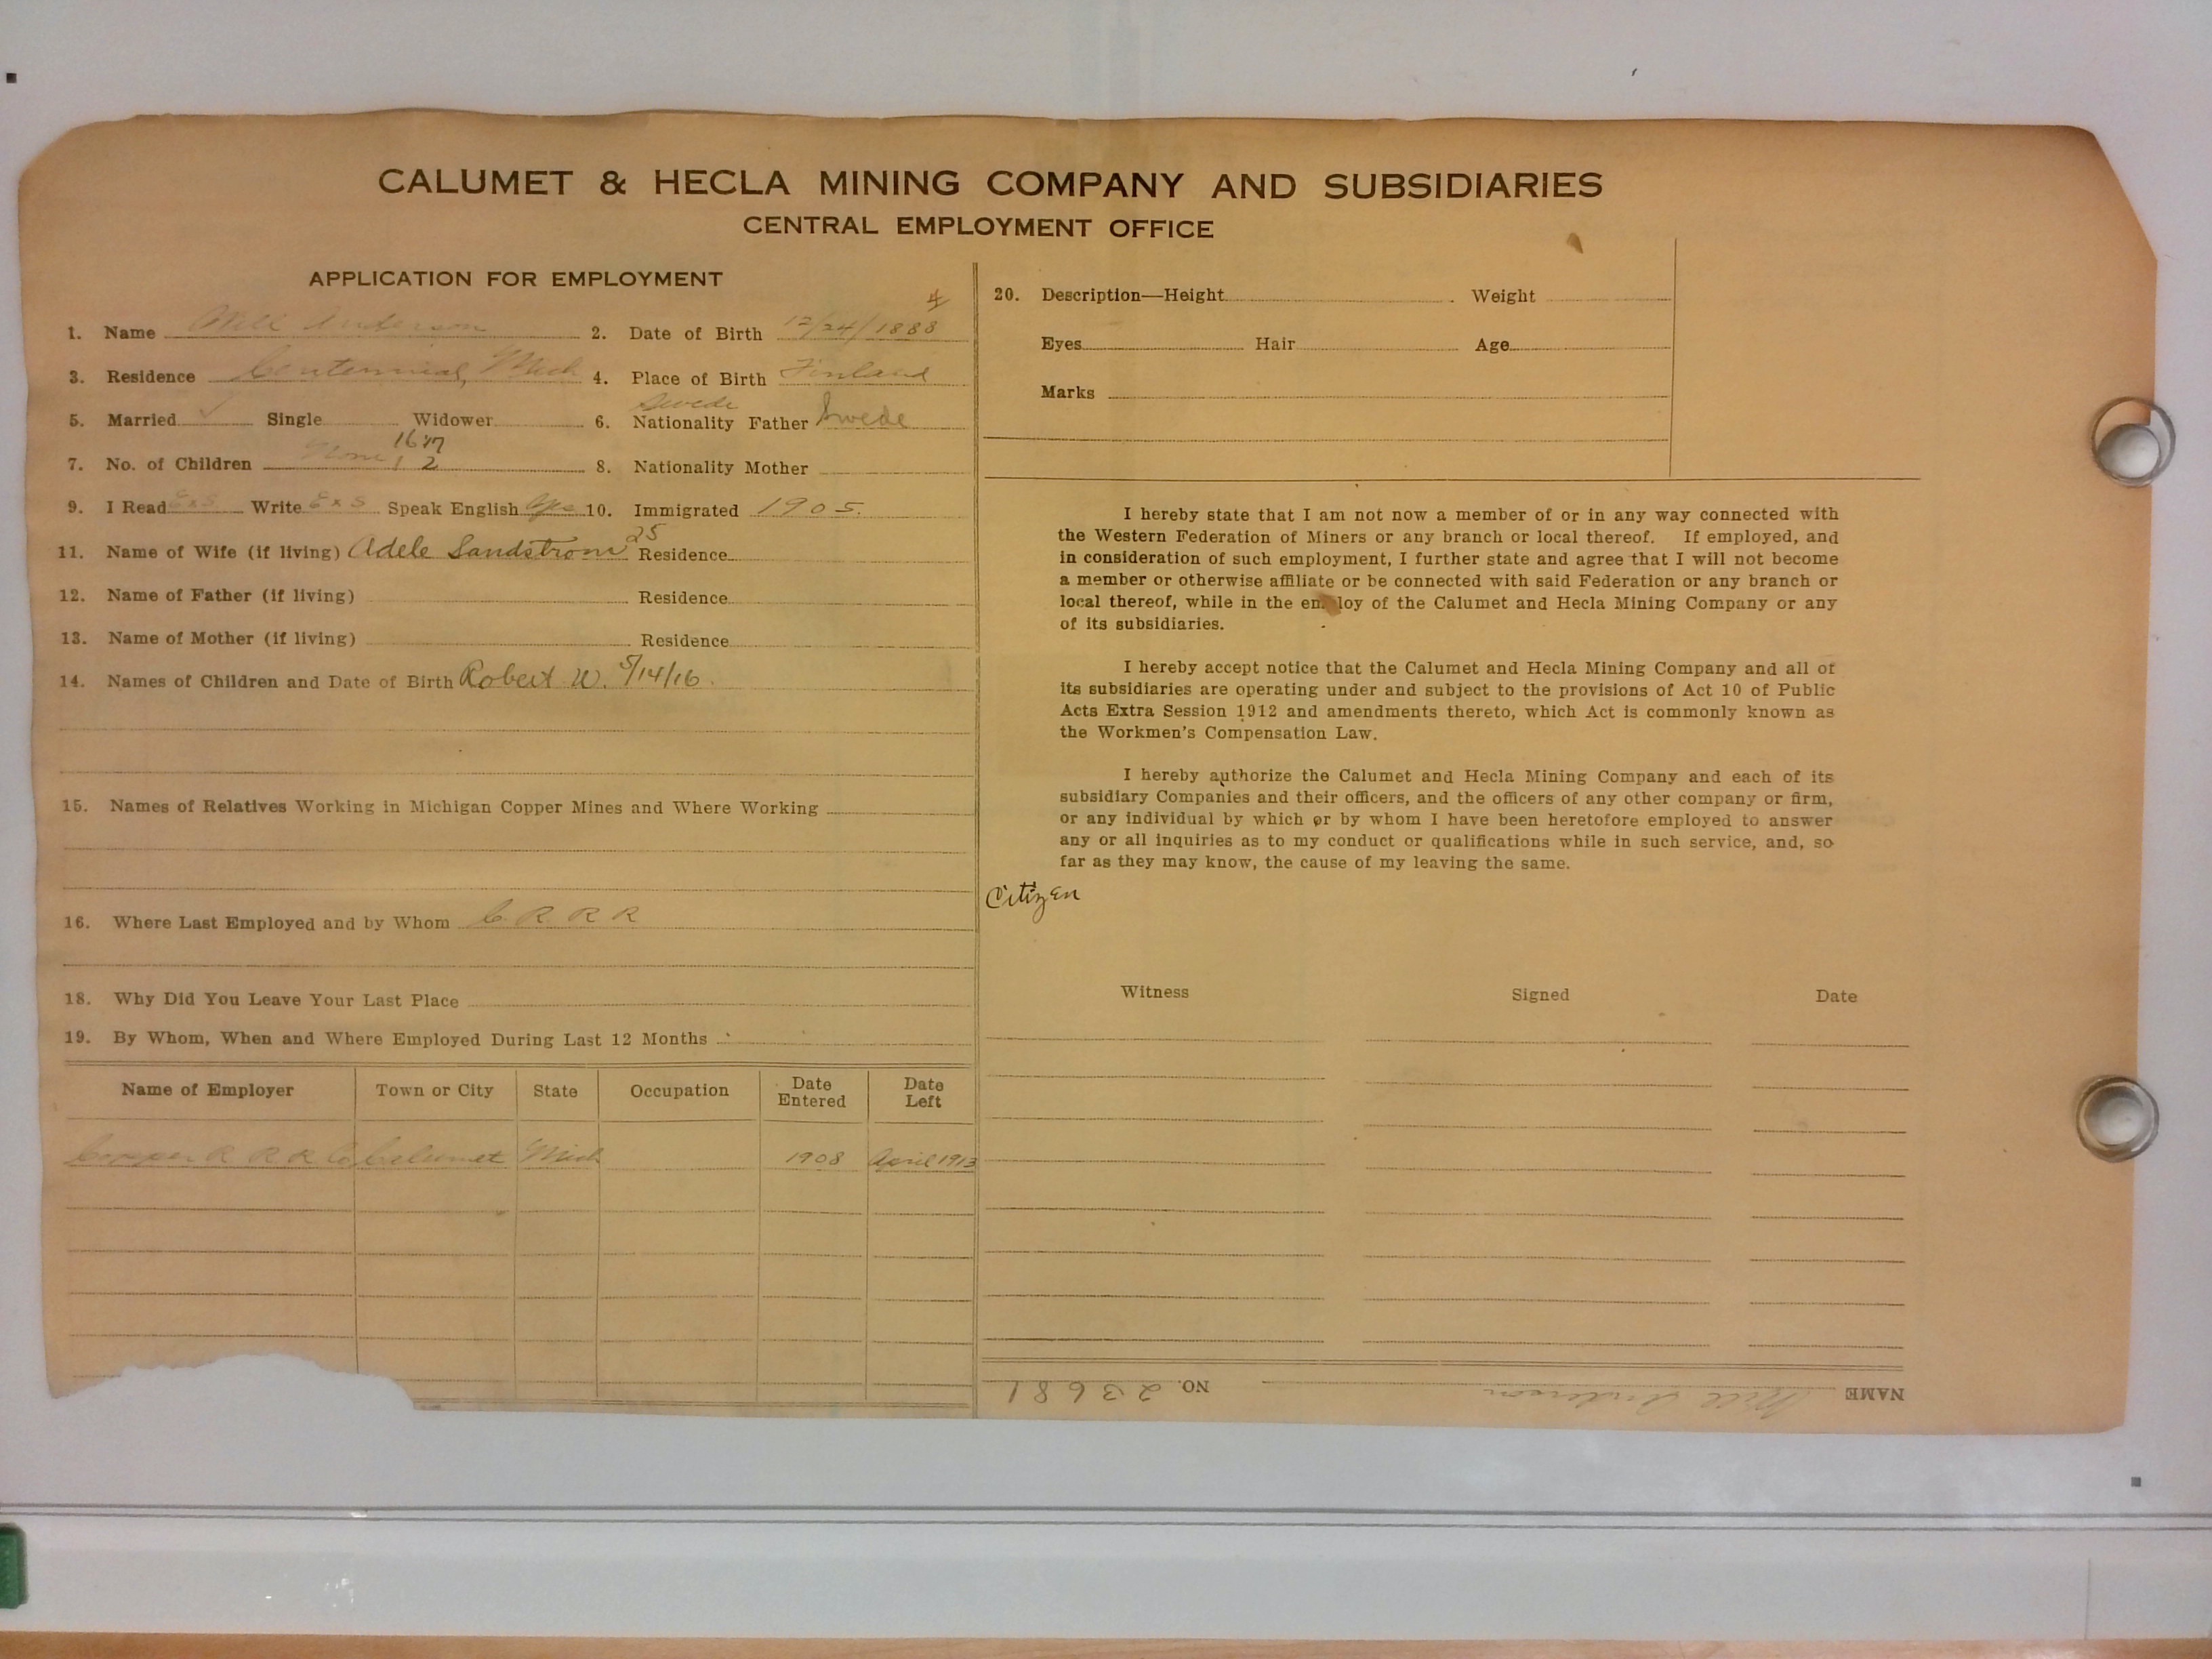 CALUMET & HECLA MINING COMPANY AND SUBSIDIARIES
CENTRAL EMPLOYMENT OFFICE
APPLICATION FOR EMPLOYMENT
4
1. Name Will Anderson 2. Date of Birth 12/24/1888
3. Residence Centennial, Mich 4. Place of Birth Finland
Swede
5. Married ✓ Single Widower 6. Nationality Father Swede
16 17
7. No. of Children None 1 2 8. Nationality Mother
9. I Read E x S Write E x S Speak English yes 10. Immigrated 1905.
25
11. Name of Wife (if living) Adele Sandstrom Residence
12. Name of Father (if living) Residence
13. Name of Mother (if living) Residence
14. Names of Children and Date of Birth Robert W. 5/14/16.
15. Names of Relatives Working in Michigan Copper Mines and Where Working
16. Where Last Employed and by Whom C. R. R R
18. Why Did You Leave Your Last Place
19. By Whom, When and Where Employed During Last 12 Months
Name of Employer Town or City State Occupation Date Entered Date Left
Copper R R R Co Calumet Mich 1908 April 1913
20. Description—Height Weight
Eyes Hair Age
Marks
I hereby state that I am not now a member of or in any way connected with
the Western Federation of Miners or any branch or local thereof. If employed, and
in consideration of such employment, I further state and agree that I will not become
a member or otherwise affiliate or be connected with said Federation or any branch or
local thereof, while in the employ of the Calumet and Hecla Mining Company or any
of its subsidiaries.
I hereby accept notice that the Calumet and Hecla Mining Company and all of
its subsidiaries are operating under and subject to the provisions of Act 10 of Public
Acts Extra Session 1912 and amendments thereto, which Act is commonly known as
the Workmen's Compensation Law.
I hereby authorize the Calumet and Hecla Mining Company and each of its
subsidiary Companies and their officers, and the officers of any other company or firm,
or any individual by which or by whom I have been heretofore employed to answer
any or all inquiries as to my conduct or qualifications while in such service, and, so
far as they may know, the cause of my leaving the same.
Citizen
Witness Signed Date
NAME Will Anderson NO. 23681